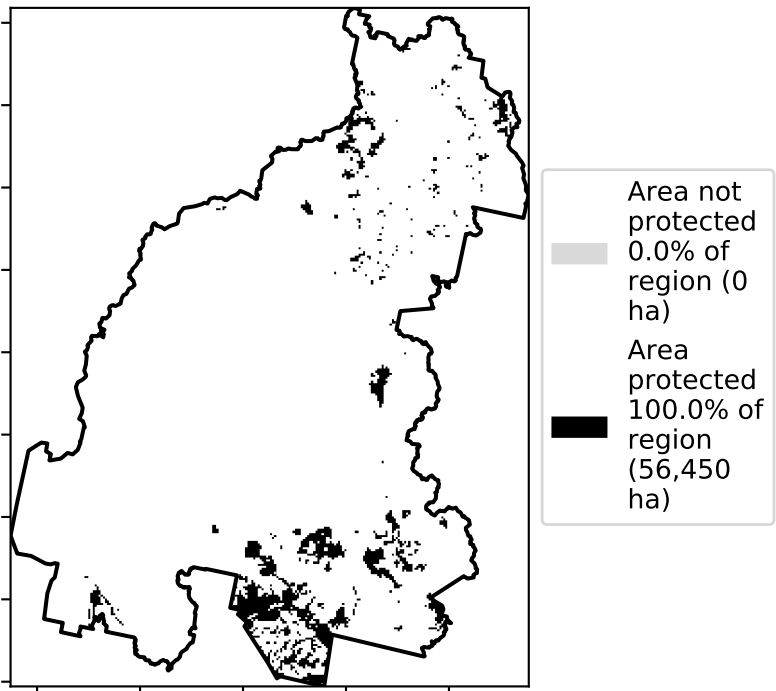 Area not
protected
0.0% of
region (0
ha)
Area
protected
100.0% of
region
(56,450
ha)